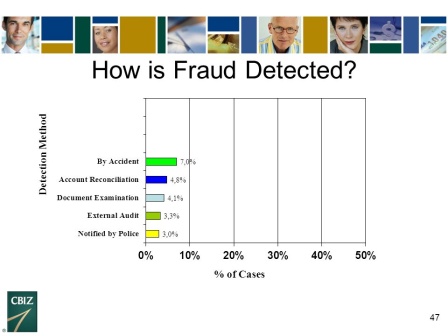 How is Fraud Detected?
Detection Method
By Accident
7,0%
Account Reconciliation
4,8%
Document Examination
4,1%
External Audit
3,3%
Notified by Police
3,0%
0% 10% 20% 30% 40% 50%
% of Cases
CBIZ
47